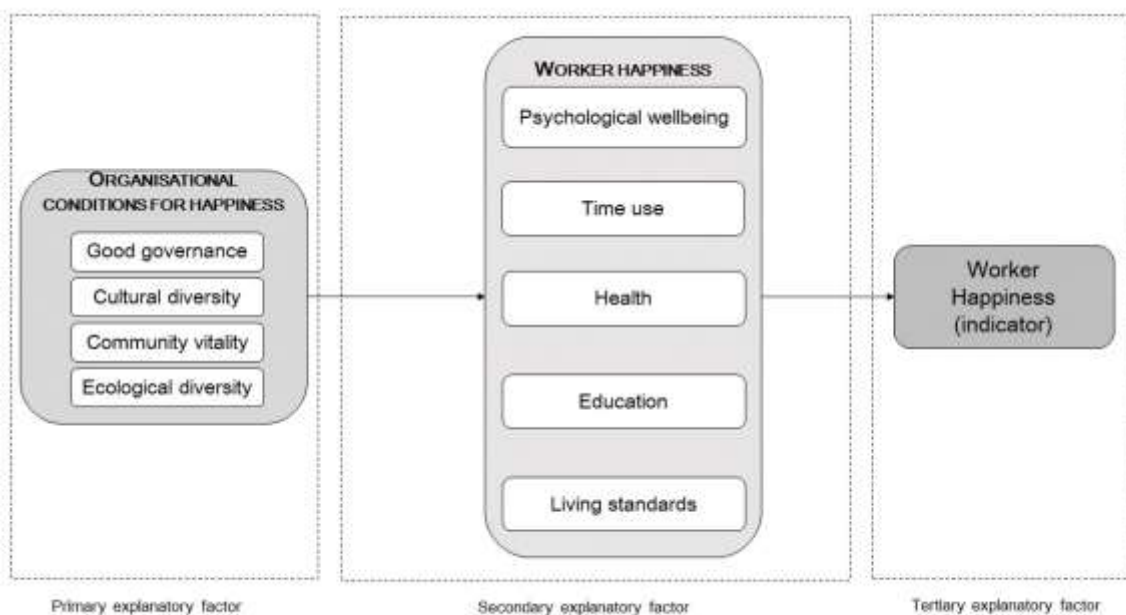 ORGANISATIONAL
CONDITIONS FOR HAPPINESS
Good governance
Cultural diversity
Community vitality
Ecological diversity
Primary explanatory factor
WORKER HAPPINESS
Psychological wellbeing
Time use
Health
Education
Living standards
Secondary explanatory factor
Worker
Happiness
(indicator)
Tertiary explanatory factor